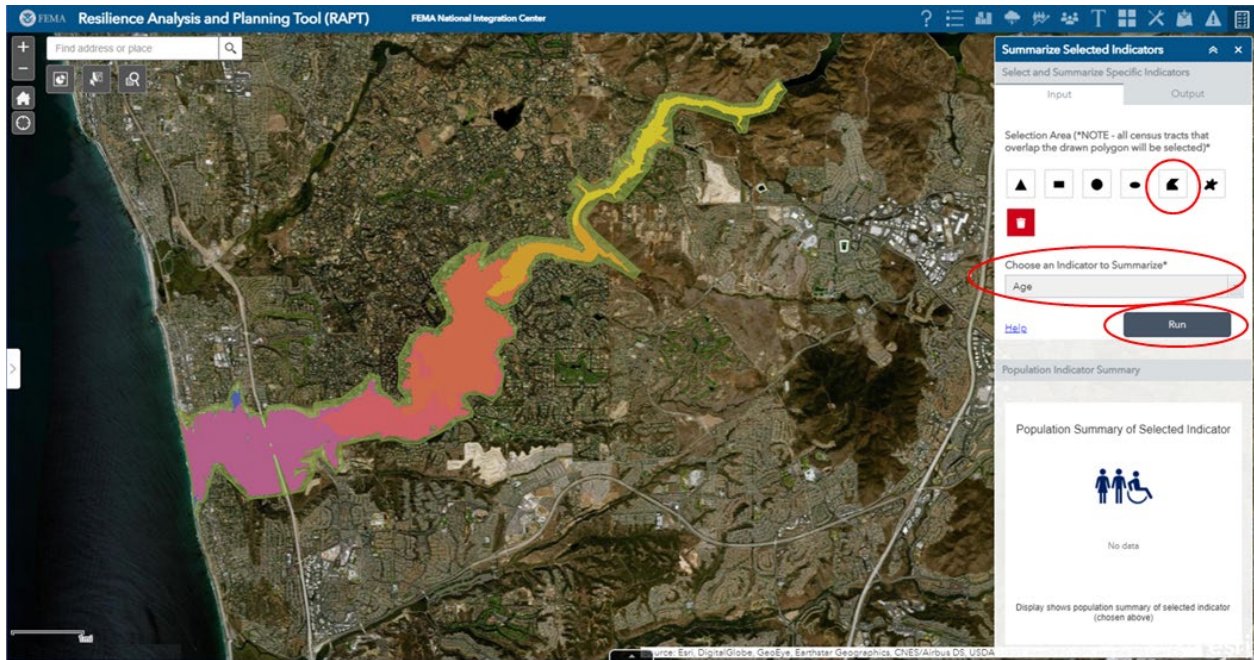 FEMA Resilience Analysis and Planning Tool (RAPT) FEMA National Integration Center
Find address or place
Summarize Selected Indicators
Select and Summarize Specific Indicators
Input Output
Selection Area (*NOTE - all census tracts that
overlap the drawn polygon will be selected)*
Choose an Indicator to Summarize*
Age
Help Run
Population Indicator Summary
Population Summary of Selected Indicator
No data
Display shows population summary of selected indicator
(chosen above)
1mi
ource: Esri, DigitalGlobe, GeoEye, Earthstar Geographics, CNES/Airbus DS, USDA
esri